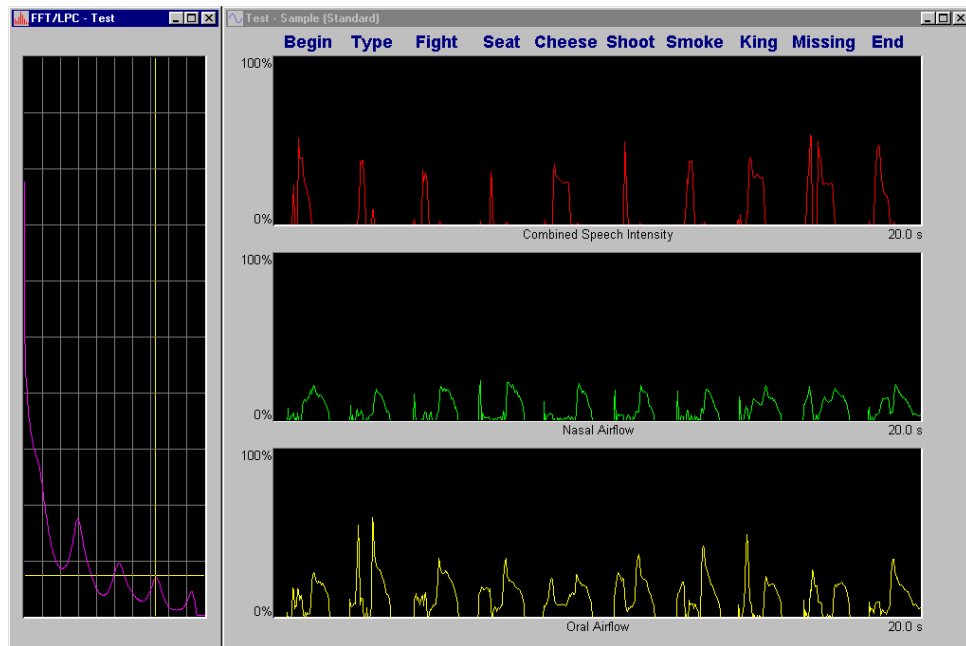 FFT/LPC - Test
Test - Sample (Standard)
Begin Type Fight Seat Cheese Shoot Smoke King Missing End
100%
0%
Combined Speech Intensity 20.0 s
100%
0%
Nasal Airflow 20.0 s
100%
0%
Oral Airflow 20.0 s